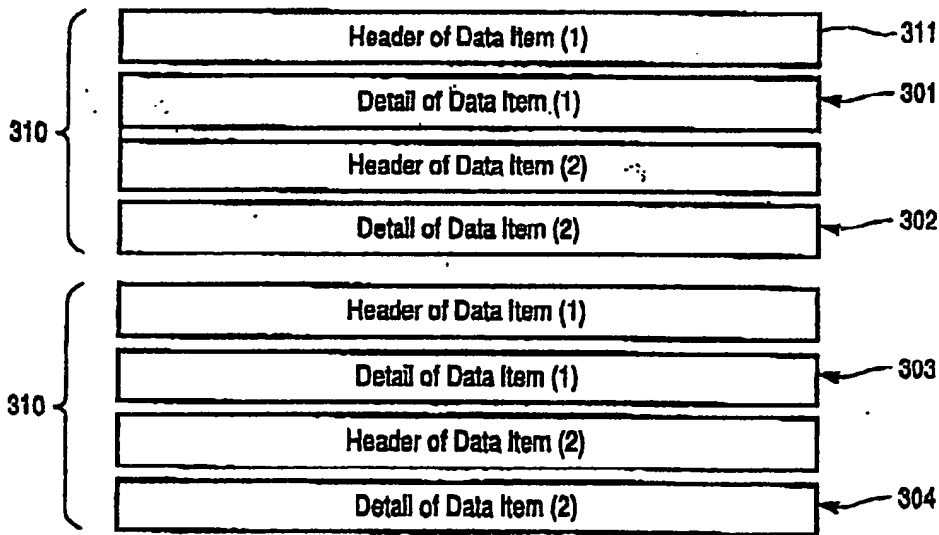 Header of Data Item (1) 311
Detail of Data Item (1) 301
310
Header of Data Item (2)
Detail of Data Item (2) 302
Header of Data Item (1)
Detail of Data Item (1) 303
310
Header of Data Item (2)
Detail of Data Item (2) 304